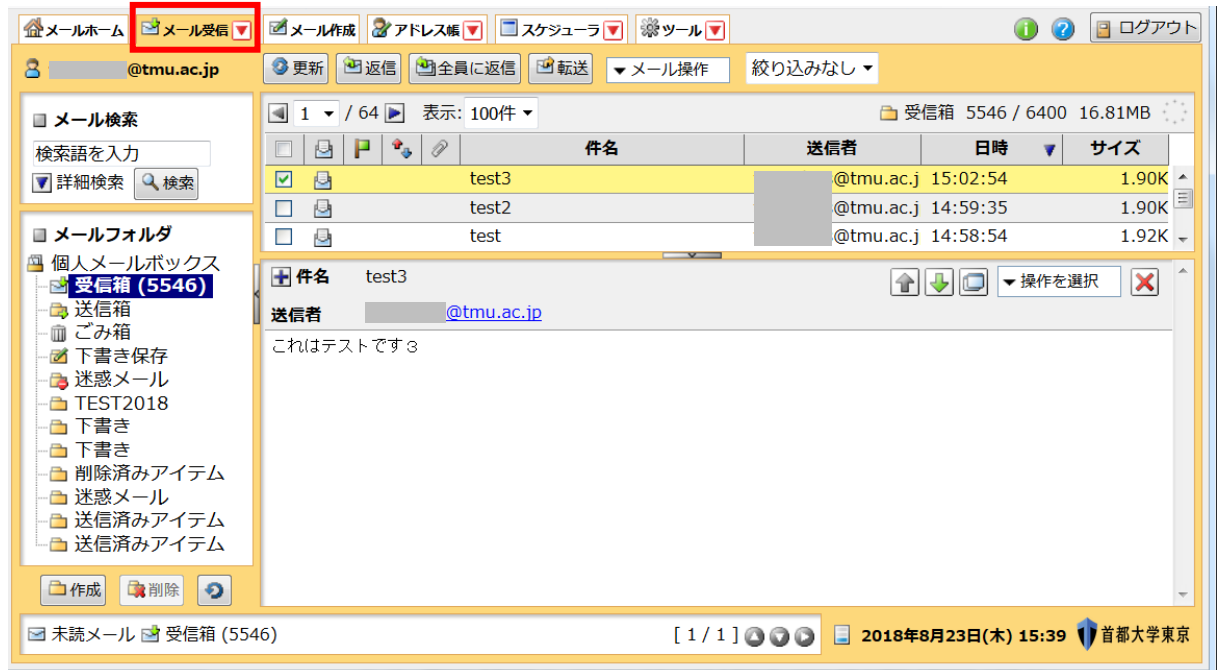 メールホーム メール受信 メール作成 アドレス帳 スケジューラ ツール ログアウト
@tmu.ac.jp 更新 返信 全員に返信 転送 メール操作 絞り込みなし
メール検索
検索語を入力
詳細検索 検索
1 / 64 表示: 100件 受信箱 5546 / 6400 16.81MB
件名 送信者 日時 サイズ
test3 @tmu.ac.j 15:02:54 1.90K
test2 @tmu.ac.j 14:59:35 1.90K
test @tmu.ac.j 14:58:54 1.92K
メールフォルダ
個人メールボックス
受信箱 (5546)
送信箱
ごみ箱
下書き保存
迷惑メール
TEST2018
下書き
下書き
削除済みアイテム
迷惑メール
送信済みアイテム
送信済みアイテム
作成 削除
件名 test3 操作を選択
送信者 @tmu.ac.jp
これはテストです3
未読メール 受信箱 (5546) [ 1 / 1 ] 2018年8月23日(木) 15:39 首都大学東京